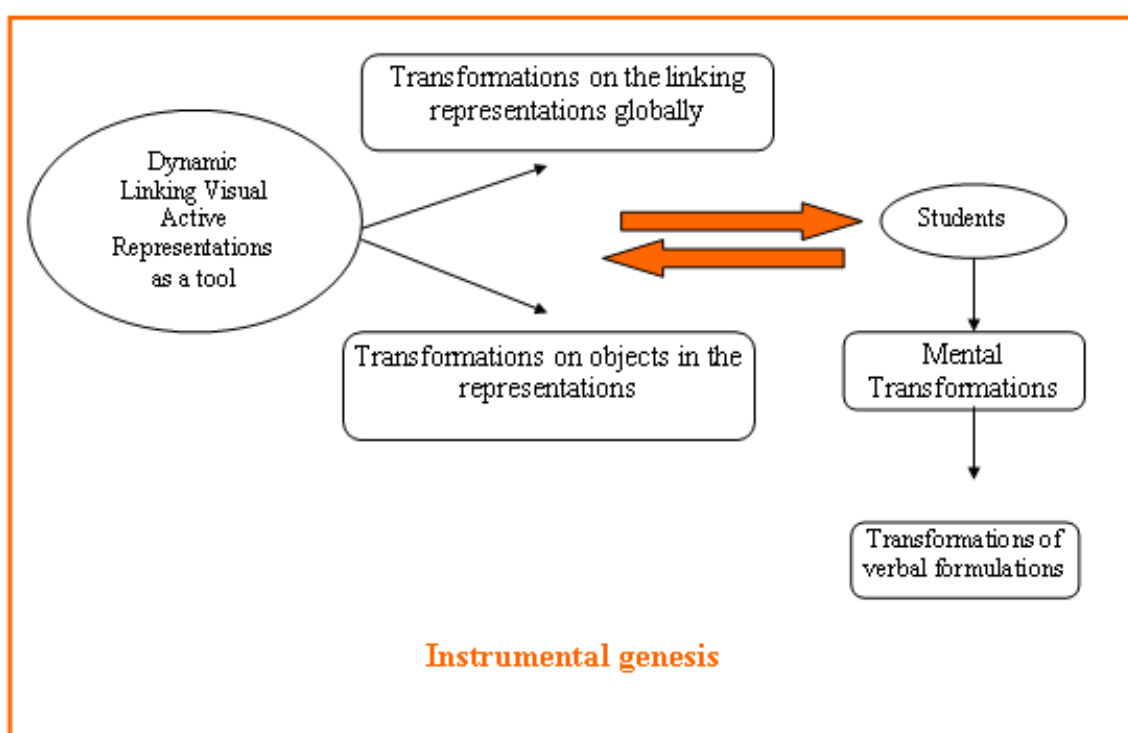 Transformations on the linking
representations globally
Dynamic
Linking Visual
Active
Representations
as a tool
Students
Transformations on objects in the
representations
Mental
Transformations
Transformations of
verbal formulations
Instrumental genesis